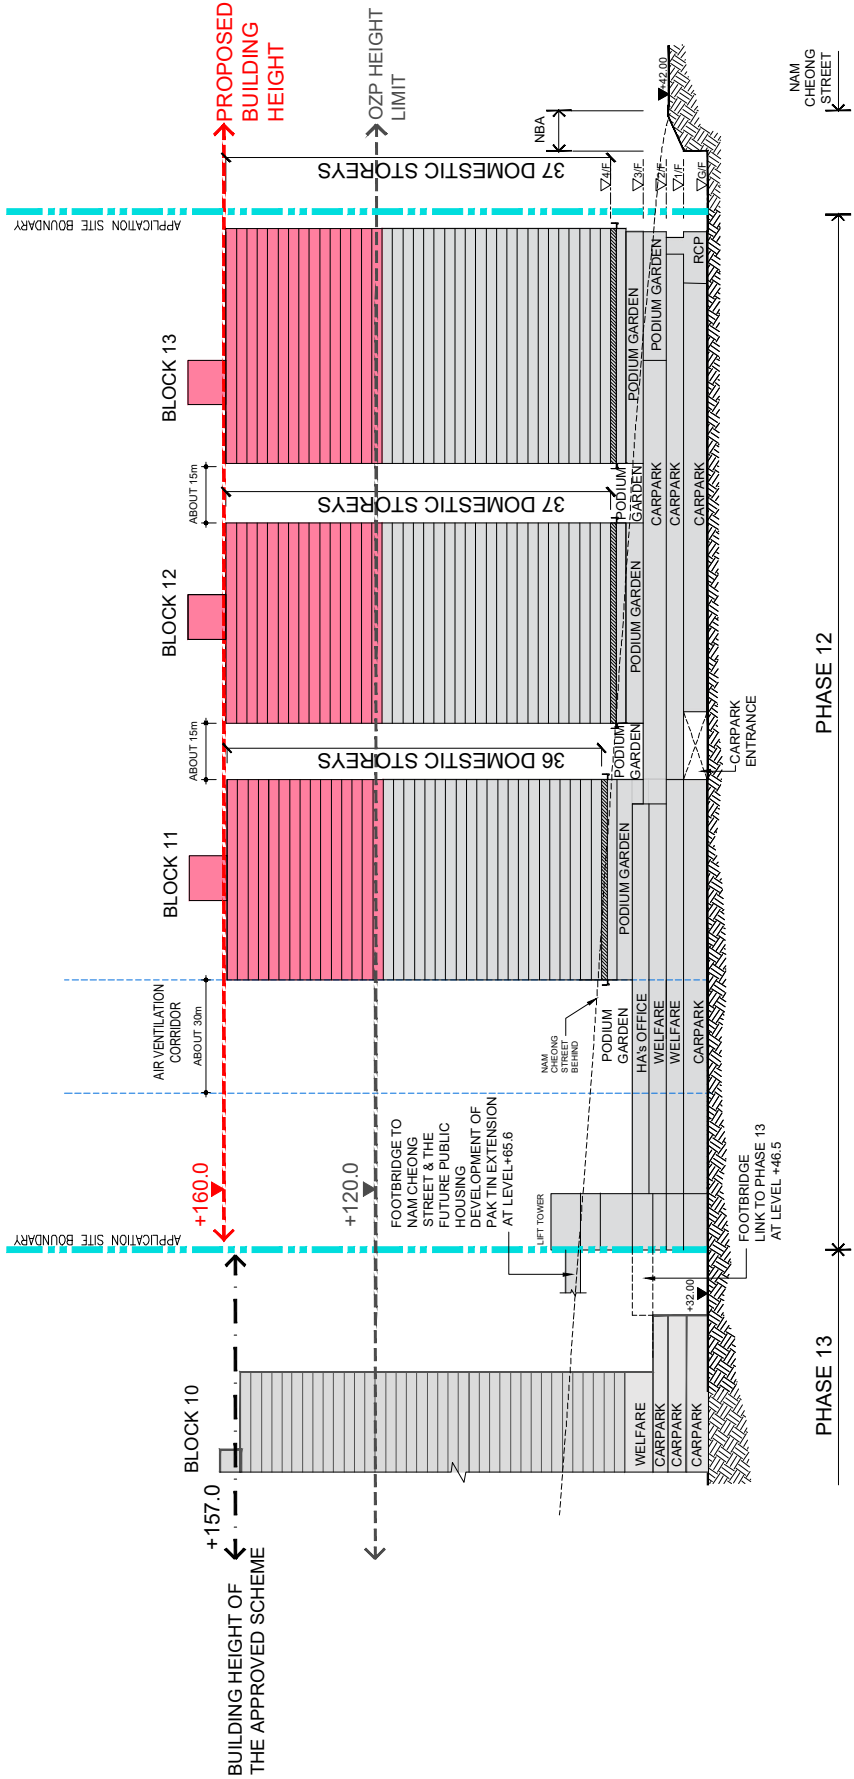 BUILDING HEIGHT OF
THE APPROVED SCHEME
+157.0
BLOCK 10
WELFARE
CARPARK
CARPARK
CARPARK
PHASE 13
APPLICATION SITE BOUNDARY
+160.0
+120.0
FOOTBRIDGE TO
NAM CHEONG
STREET & THE
FUTURE PUBLIC
HOUSING
DEVELOPMENT OF
PAK TIN EXTENSION
AT LEVEL+65.6
LIFT TOWER
+32.00
FOOTBRIDGE
LINK TO PHASE 13
AT LEVEL +46.5
AIR VENTILATION
CORRIDOR
ABOUT 30m
NAM
CHEONG
STREET
BEHIND
PODIUM
GARDEN
HA's OFFICE
WELFARE
WELFARE
CARPARK
BLOCK 11
PODIUM GARDEN
ABOUT 15m
36 DOMESTIC STOREYS
PODIUM
GARDEN
CARPARK
ENTRANCE
BLOCK 12
PODIUM GARDEN
ABOUT 15m
37 DOMESTIC STOREYS
PODIUM
GARDEN
CARPARK
CARPARK
CARPARK
BLOCK 13
PODIUM GARDEN
PODIUM GARDEN
RCP
PHASE 12
APPLICATION SITE BOUNDARY
37 DOMESTIC STOREYS
4/F
3/F
2/F
1/F
G/F
NBA
+42.00
PROPOSED
BUILDING
HEIGHT
OZP HEIGHT
LIMIT
NAM
CHEONG
STREET